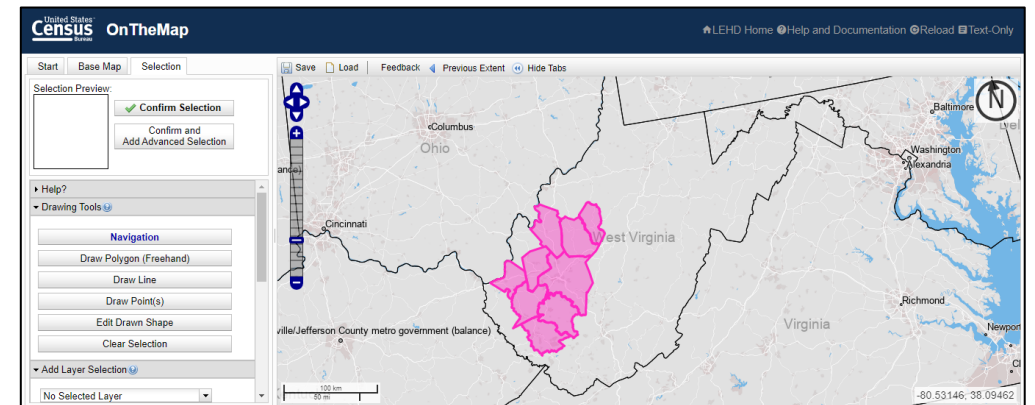 United States
Census
Bureau
OnTheMap
LEHD Home Help and Documentation Reload Text-Only
Start Base Map Selection
Save Load Feedback Previous Extent Hide Tabs
Selection Preview:
Confirm Selection
Confirm and
Add Advanced Selection
Help?
Drawing Tools
Navigation
Draw Polygon (Freehand)
Draw Line
Draw Point(s)
Edit Drawn Shape
Clear Selection
Add Layer Selection
No Selected Layer
N
Baltimore
Columbus
Ohio
Washington
Alexandria
Cincinnati
West Virginia
Richmond
ville/Jefferson County metro government (balance)
Virginia
Newport
100 km
50 mi
-80.53146, 38.09462